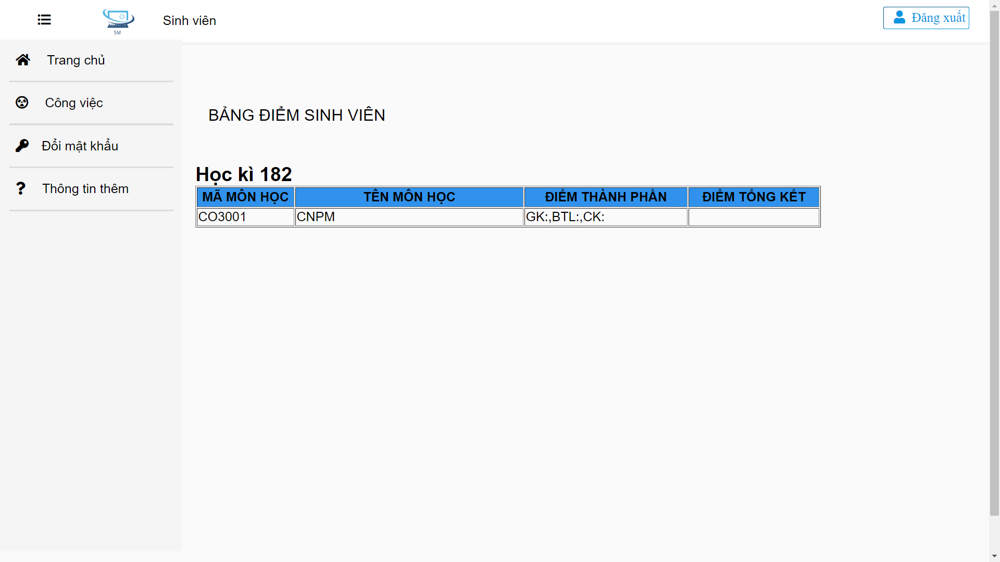 Sinh viên
Đăng xuất
SM
Trang chủ
Công việc
Đổi mật khẩu
Thông tin thêm
BẢNG ĐIỂM SINH VIÊN
Học kì 182
MÃ MÔN HỌC TÊN MÔN HỌC ĐIỂM THÀNH PHẦN ĐIỂM TỔNG KẾT
CO3001 CNPM GK:,BTL:,CK: